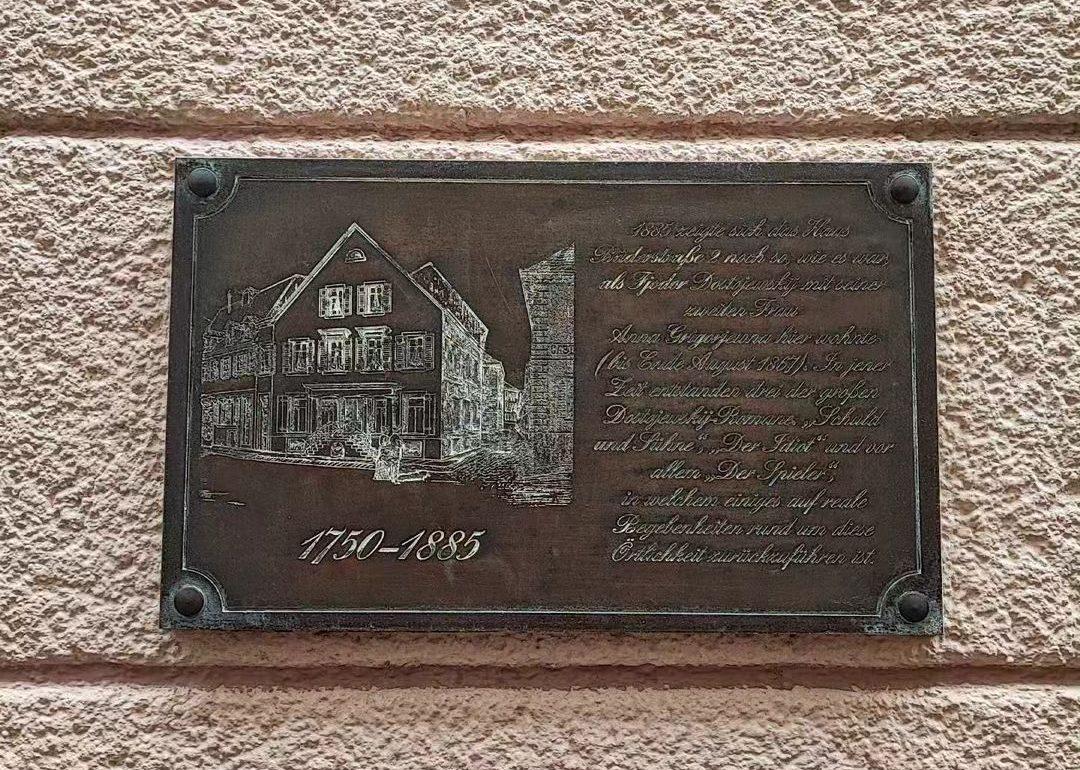 1885 zeigte sich das Haus
Bäderstraße 2 noch so, wie es war,
als Fjodor Dostojewskij mit seiner
zweiten Frau
Anna Grigorjewna hier wohnte
(bis Ende August 1867). In jener
Zeit entstanden drei der großen
Dostojewskij-Romane, „Schuld
und Sühne“, „Der Idiot“ und vor
allem „Der Spieler“,
in welchem einiges auf reale
Begebenheiten rund um diese
Örtlichkeit zurückzuführen ist.
1750–1885